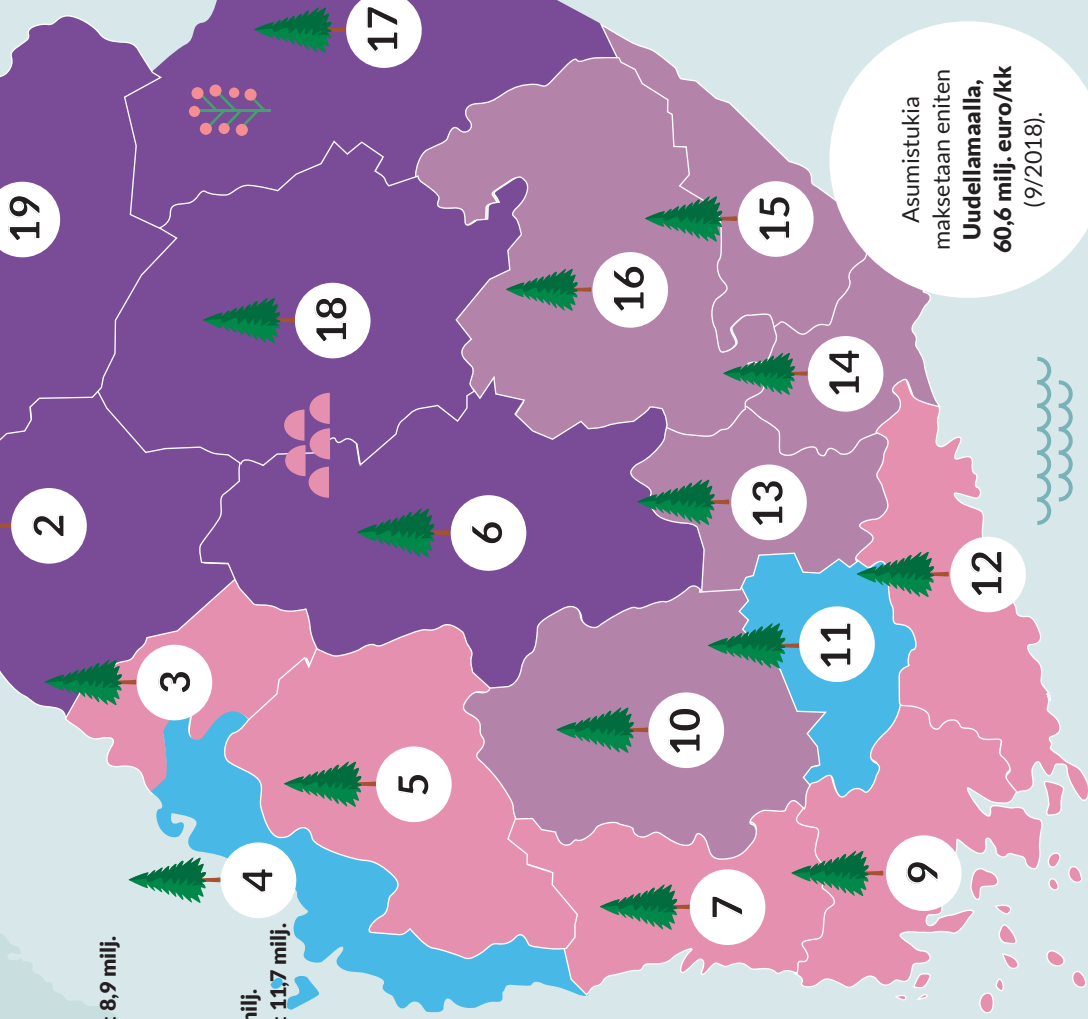 19
17
18
2
16
15
6
14
3
13
5
12
11
10
4
7
9
: 8,9 milj.
milj.
: 11,7 milj.
Asumistukia
maksetaan eniten
Uudellamaalla,
60,6 milj. euro/kk
(9/2018).